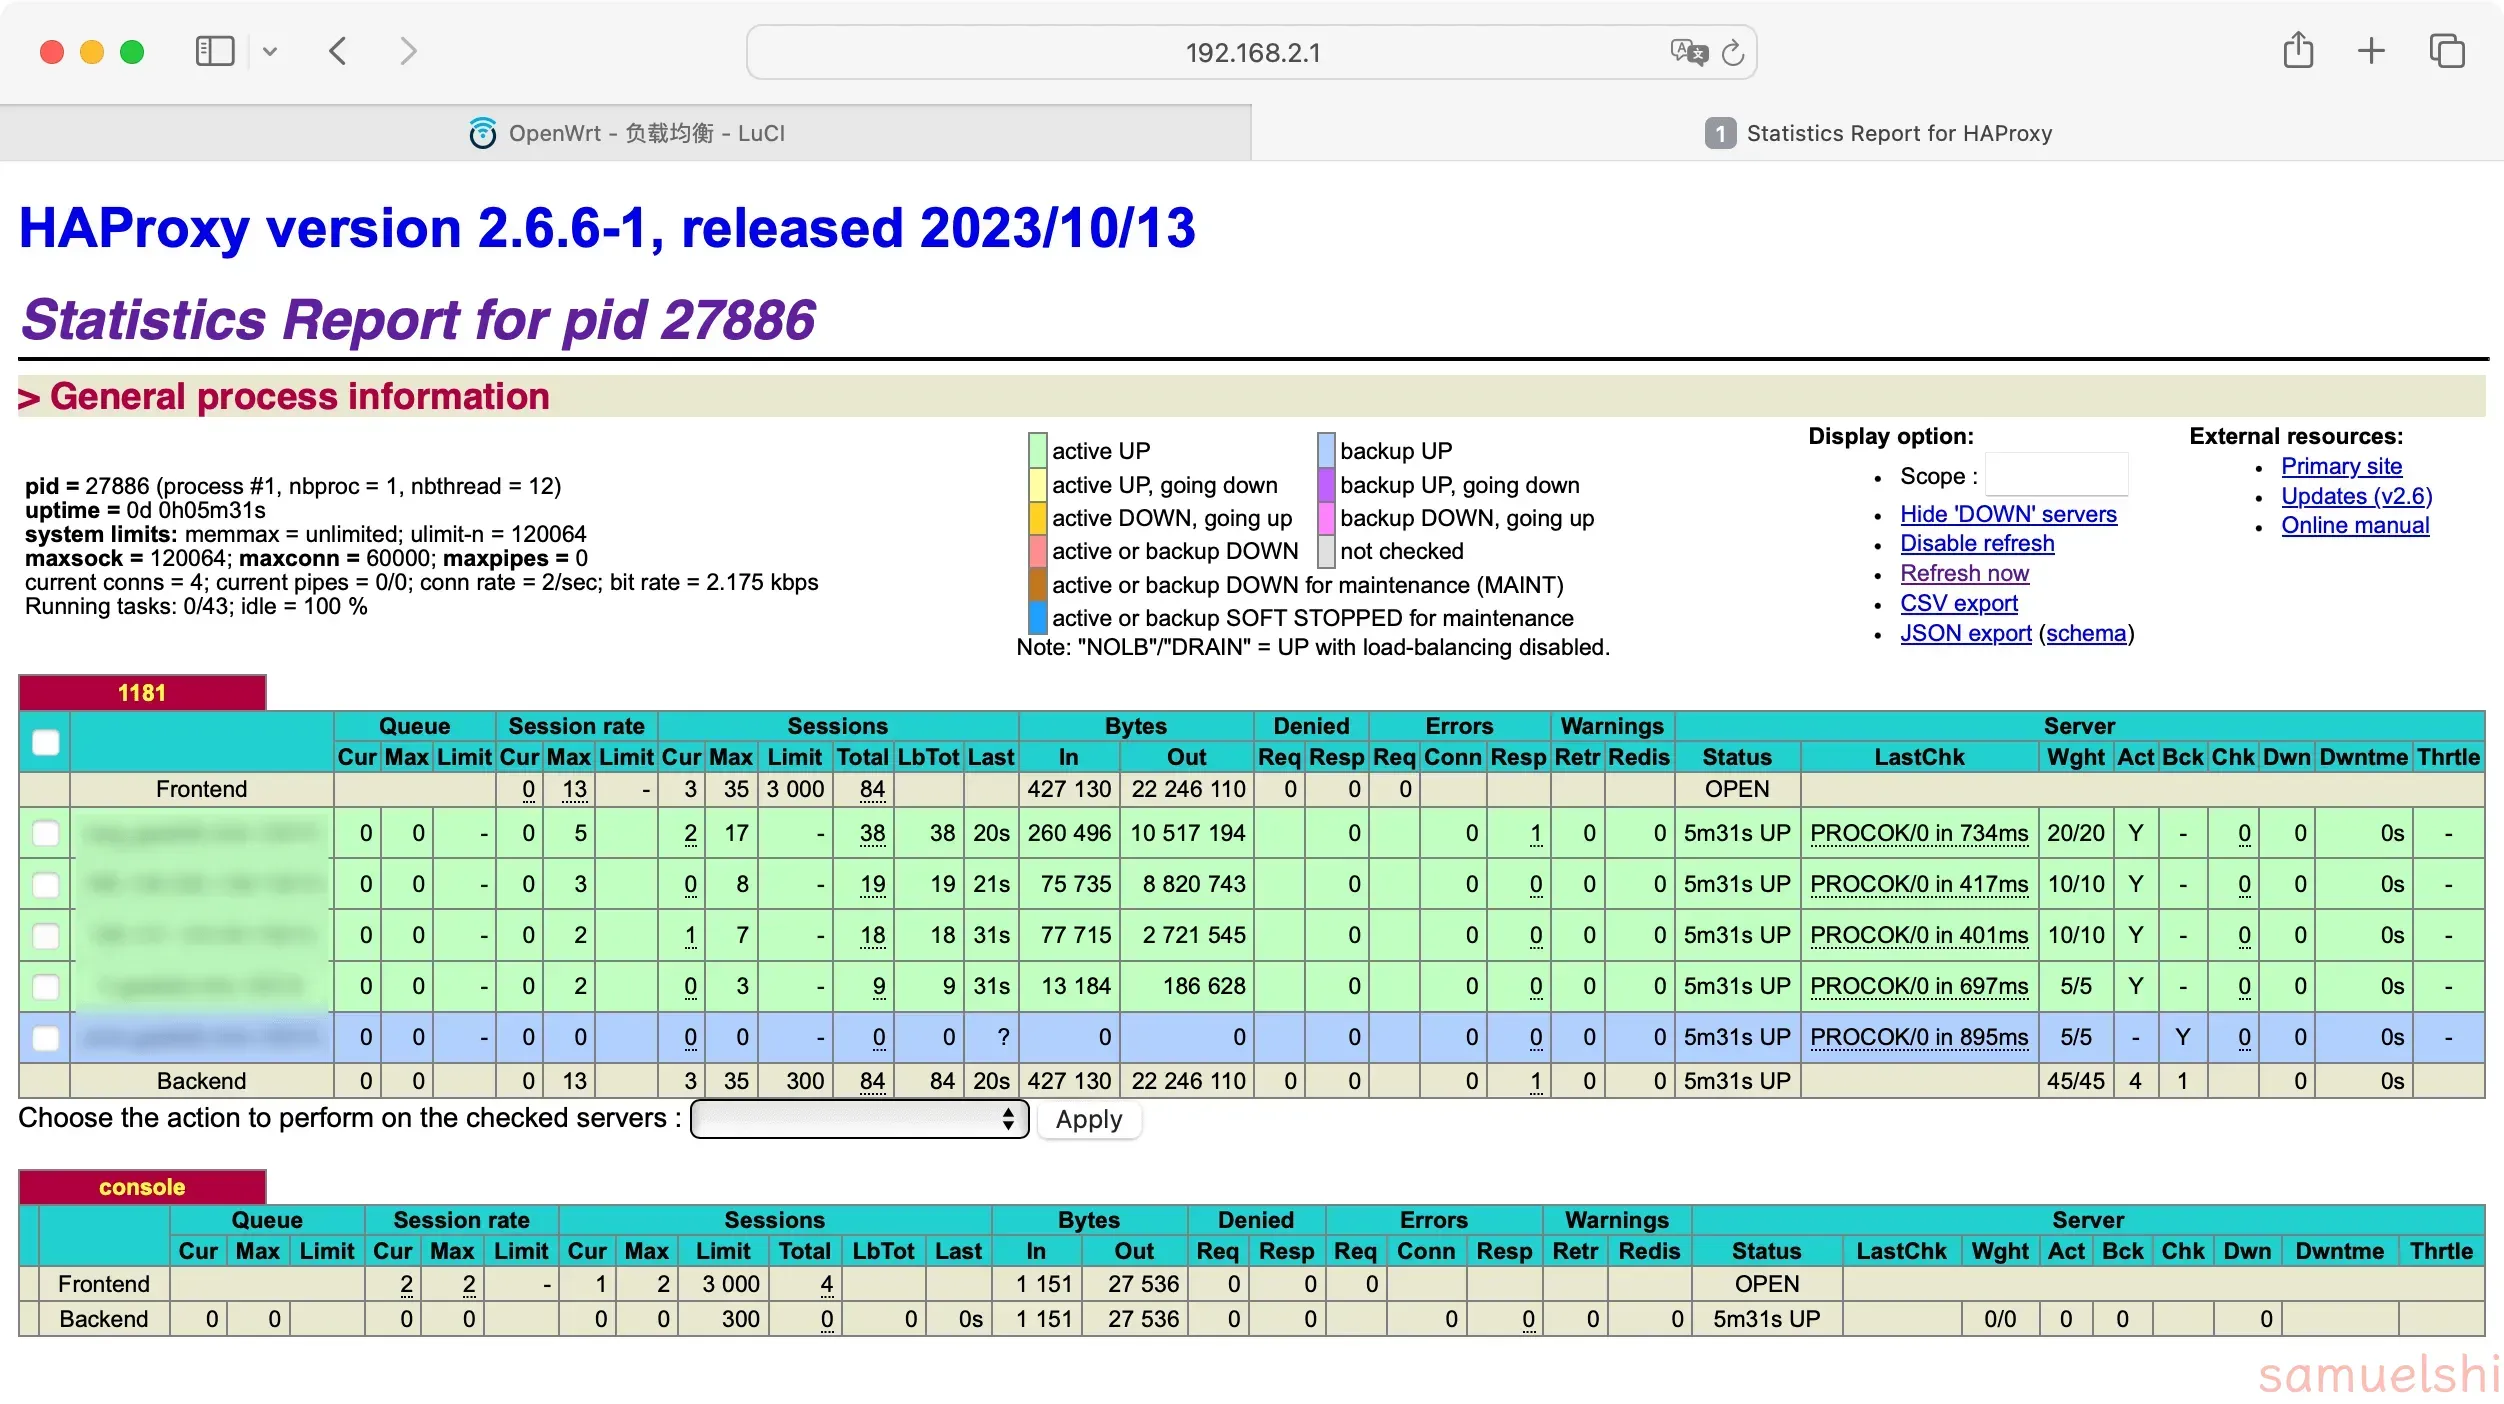 192.168.2.1
OpenWrt - 负载均衡 - LuCI
1 Statistics Report for HAProxy
HAProxy version 2.6.6-1, released 2023/10/13
Statistics Report for pid 27886
> General process information
pid = 27886 (process #1, nbproc = 1, nbthread = 12)
uptime = 0d 0h05m31s
system limits: memmax = unlimited; ulimit-n = 120064
maxsock = 120064; maxconn = 60000; maxpipes = 0
current conns = 4; current pipes = 0/0; conn rate = 2/sec; bit rate = 2.175 kbps
Running tasks: 0/43; idle = 100 %
active UP backup UP
active UP, going down backup UP, going down
active DOWN, going up backup DOWN, going up
active or backup DOWN not checked
active or backup DOWN for maintenance (MAINT)
active or backup SOFT STOPPED for maintenance
Note: "NOLB"/"DRAIN" = UP with load-balancing disabled.
Display option:
Scope :
Hide 'DOWN' servers
Disable refresh
Refresh now
CSV export
JSON export (schema)
External resources:
Primary site
Updates (v2.6)
Online manual
1181
Queue Session rate Sessions Bytes Denied Errors Warnings Server
Cur Max Limit Cur Max Limit Cur Max Limit Total LbTot Last In Out Req Resp Req Conn Resp Retr Redis Status LastChk Wght Act Bck Chk Dwn Dwntme Thrtle
Frontend 0 13 - 3 35 3 000 84 427 130 22 246 110 0 0 0 OPEN
0 0 - 0 5 2 17 - 38 38 20s 260 496 10 517 194 0 0 1 0 0 5m31s UP PROCOK/0 in 734ms 20/20 Y - 0 0 0s -
0 0 - 0 3 0 8 - 19 19 21s 75 735 8 820 743 0 0 0 0 0 5m31s UP PROCOK/0 in 417ms 10/10 Y - 0 0 0s -
0 0 - 0 2 1 7 - 18 18 31s 77 715 2 721 545 0 0 0 0 0 5m31s UP PROCOK/0 in 401ms 10/10 Y - 0 0 0s -
0 0 - 0 2 0 3 - 9 9 31s 13 184 186 628 0 0 0 0 0 5m31s UP PROCOK/0 in 697ms 5/5 Y - 0 0 0s -
0 0 - 0 0 0 0 - 0 0 ? 0 0 0 0 0 0 0 5m31s UP PROCOK/0 in 895ms 5/5 - Y 0 0 0s -
Backend 0 0 0 13 3 35 300 84 84 20s 427 130 22 246 110 0 0 0 1 0 0 5m31s UP 45/45 4 1 0 0s
Choose the action to perform on the checked servers : Apply
console
Queue Session rate Sessions Bytes Denied Errors Warnings Server
Cur Max Limit Cur Max Limit Cur Max Limit Total LbTot Last In Out Req Resp Req Conn Resp Retr Redis Status LastChk Wght Act Bck Chk Dwn Dwntme Thrtle
Frontend 2 2 - 1 2 3 000 4 1 151 27 536 0 0 0 OPEN
Backend 0 0 0 0 0 0 300 0 0 0s 1 151 27 536 0 0 0 0 0 0 5m31s UP 0/0 0 0 0
samuelshi